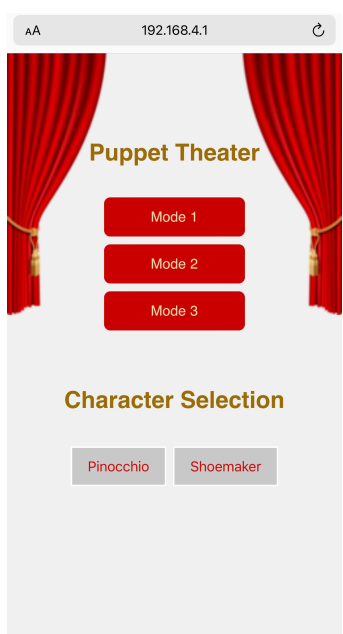 AA 192.168.4.1
Puppet Theater
Mode 1
Mode 2
Mode 3
Character Selection
Pinocchio Shoemaker